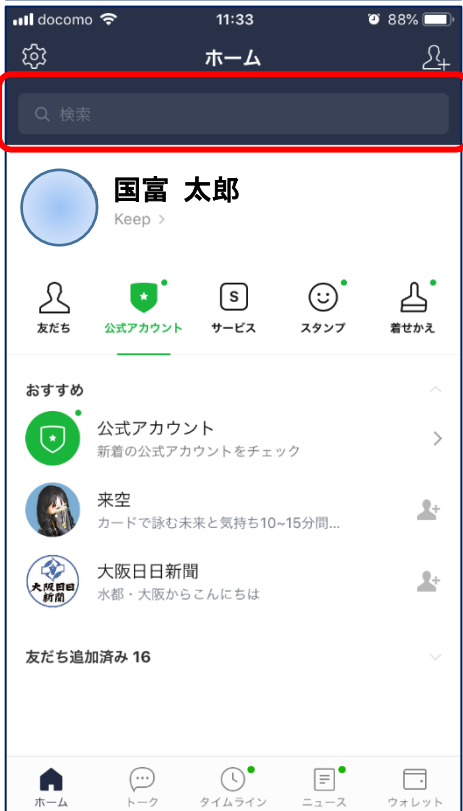 docomo 11:33 88%
ホーム
検索
国富 太郎
Keep >
友だち 公式アカウント サービス スタンプ 着せかえ
おすすめ
公式アカウント
新着の公式アカウントをチェック
来空
カードで詠む未来と気持ち10~15分間...
大阪日日新聞
水都・大阪からこんにちは
大阪日日
新聞
友だち追加済み 16
ホーム トーク タイムライン ニュース ウォレット